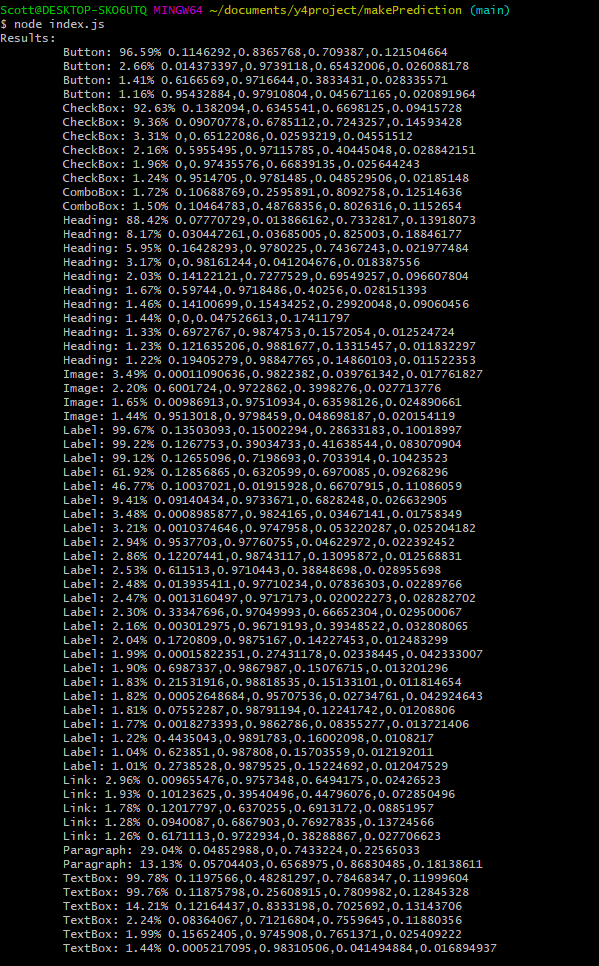 Scott@DESKTOP-SKO6UTQ MINGW64 ~/documents/y4project/makePrediction (main)
$ node index.js
Results:
Button: 96.59% 0.1146292,0.8365768,0.709387,0.121504664
Button: 2.66% 0.014373397,0.9739118,0.65432006,0.026088178
Button: 1.41% 0.6166569,0.9716644,0.3833431,0.028335571
Button: 1.16% 0.95432884,0.97910804,0.045671165,0.020891964
CheckBox: 92.63% 0.1382094,0.6345541,0.6698125,0.09415728
CheckBox: 9.36% 0.09070778,0.6785112,0.7243257,0.14593428
CheckBox: 3.31% 0,0.65122086,0.02593219,0.04551512
CheckBox: 2.16% 0.5955495,0.97115785,0.40445048,0.028842151
CheckBox: 1.96% 0,0.97435576,0.66839135,0.025644243
CheckBox: 1.24% 0.9514705,0.9781485,0.048529506,0.02185148
ComboBox: 1.72% 0.10688769,0.2595891,0.8092758,0.12514636
ComboBox: 1.50% 0.10464783,0.48768356,0.8026316,0.1152654
Heading: 88.42% 0.07770729,0.013866162,0.7332817,0.13918073
Heading: 8.17% 0.030447261,0.03685005,0.825003,0.18846177
Heading: 5.95% 0.16428293,0.9780225,0.74367243,0.021977484
Heading: 3.17% 0,0.98161244,0.041204676,0.018387556
Heading: 2.03% 0.14122121,0.7277529,0.69549257,0.096607804
Heading: 1.67% 0.59744,0.9718486,0.40256,0.028151393
Heading: 1.46% 0.14100699,0.15434252,0.29920048,0.09060456
Heading: 1.44% 0,0,0.047526613,0.17411797
Heading: 1.33% 0.6972767,0.9874753,0.1572054,0.012524724
Heading: 1.23% 0.121635206,0.9881677,0.13315457,0.011832297
Heading: 1.22% 0.19405279,0.98847765,0.14860103,0.011522353
Image: 3.49% 0.00011090636,0.9822382,0.039761342,0.017761827
Image: 2.20% 0.6001724,0.9722862,0.3998276,0.027713776
Image: 1.65% 0.00986913,0.97510934,0.63598126,0.024890661
Image: 1.44% 0.9513018,0.9798459,0.048698187,0.020154119
Label: 99.67% 0.13503093,0.15002294,0.28633183,0.10018997
Label: 99.22% 0.1267753,0.39034733,0.41638544,0.083070904
Label: 99.12% 0.12655096,0.7198693,0.7033914,0.10423523
Label: 61.92% 0.12856865,0.6320599,0.6970085,0.09268296
Label: 46.77% 0.10037021,0.01915928,0.66707915,0.11086059
Label: 9.41% 0.09140434,0.9733671,0.6828248,0.026632905
Label: 3.48% 0.0008985877,0.9824165,0.03467141,0.01758349
Label: 3.21% 0.0010374646,0.9747958,0.053220287,0.025204182
Label: 2.94% 0.9537703,0.97760755,0.04622972,0.022392452
Label: 2.86% 0.12207441,0.98743117,0.13095872,0.012568831
Label: 2.53% 0.611513,0.9710443,0.38848698,0.028955698
Label: 2.48% 0.013935411,0.97710234,0.07836303,0.02289766
Label: 2.47% 0.0013160497,0.9717173,0.020022273,0.028282702
Label: 2.30% 0.33347696,0.97049993,0.66652304,0.029500067
Label: 2.16% 0.003012975,0.96719193,0.39348522,0.032808065
Label: 2.04% 0.1720809,0.9875167,0.14227453,0.012483299
Label: 1.99% 0.00015822351,0.27431178,0.02338445,0.042333007
Label: 1.90% 0.6987337,0.9867987,0.15076715,0.013201296
Label: 1.83% 0.21531916,0.98818535,0.15133101,0.011814654
Label: 1.82% 0.00052648684,0.95707536,0.02734761,0.042924643
Label: 1.81% 0.07552287,0.98791194,0.12241742,0.01208806
Label: 1.77% 0.0018273393,0.9862786,0.08355277,0.013721406
Label: 1.22% 0.4435043,0.9891783,0.16002098,0.0108217
Label: 1.04% 0.623851,0.987808,0.15703559,0.012192011
Label: 1.01% 0.2738528,0.9879525,0.15224692,0.012047529
Link: 2.96% 0.009655476,0.9757348,0.6494175,0.02426523
Link: 1.93% 0.10123625,0.39540496,0.44796076,0.072850496
Link: 1.78% 0.12017797,0.6370255,0.6913172,0.08851957
Link: 1.28% 0.0940087,0.6867903,0.76927835,0.13724566
Link: 1.26% 0.6171113,0.9722934,0.38288867,0.027706623
Paragraph: 29.04% 0.04852988,0,0.7433224,0.22565033
Paragraph: 13.13% 0.05704403,0.6568975,0.86830485,0.18138611
TextBox: 99.78% 0.1197566,0.48281297,0.78468347,0.11999604
TextBox: 99.76% 0.11875798,0.25608915,0.7809982,0.12845328
TextBox: 14.21% 0.12164437,0.8333198,0.7025692,0.13143706
TextBox: 2.24% 0.08364067,0.71216804,0.7559645,0.11880356
TextBox: 1.99% 0.15652405,0.9745908,0.7651371,0.025409222
TextBox: 1.44% 0.0005217095,0.98310506,0.041494884,0.016894937